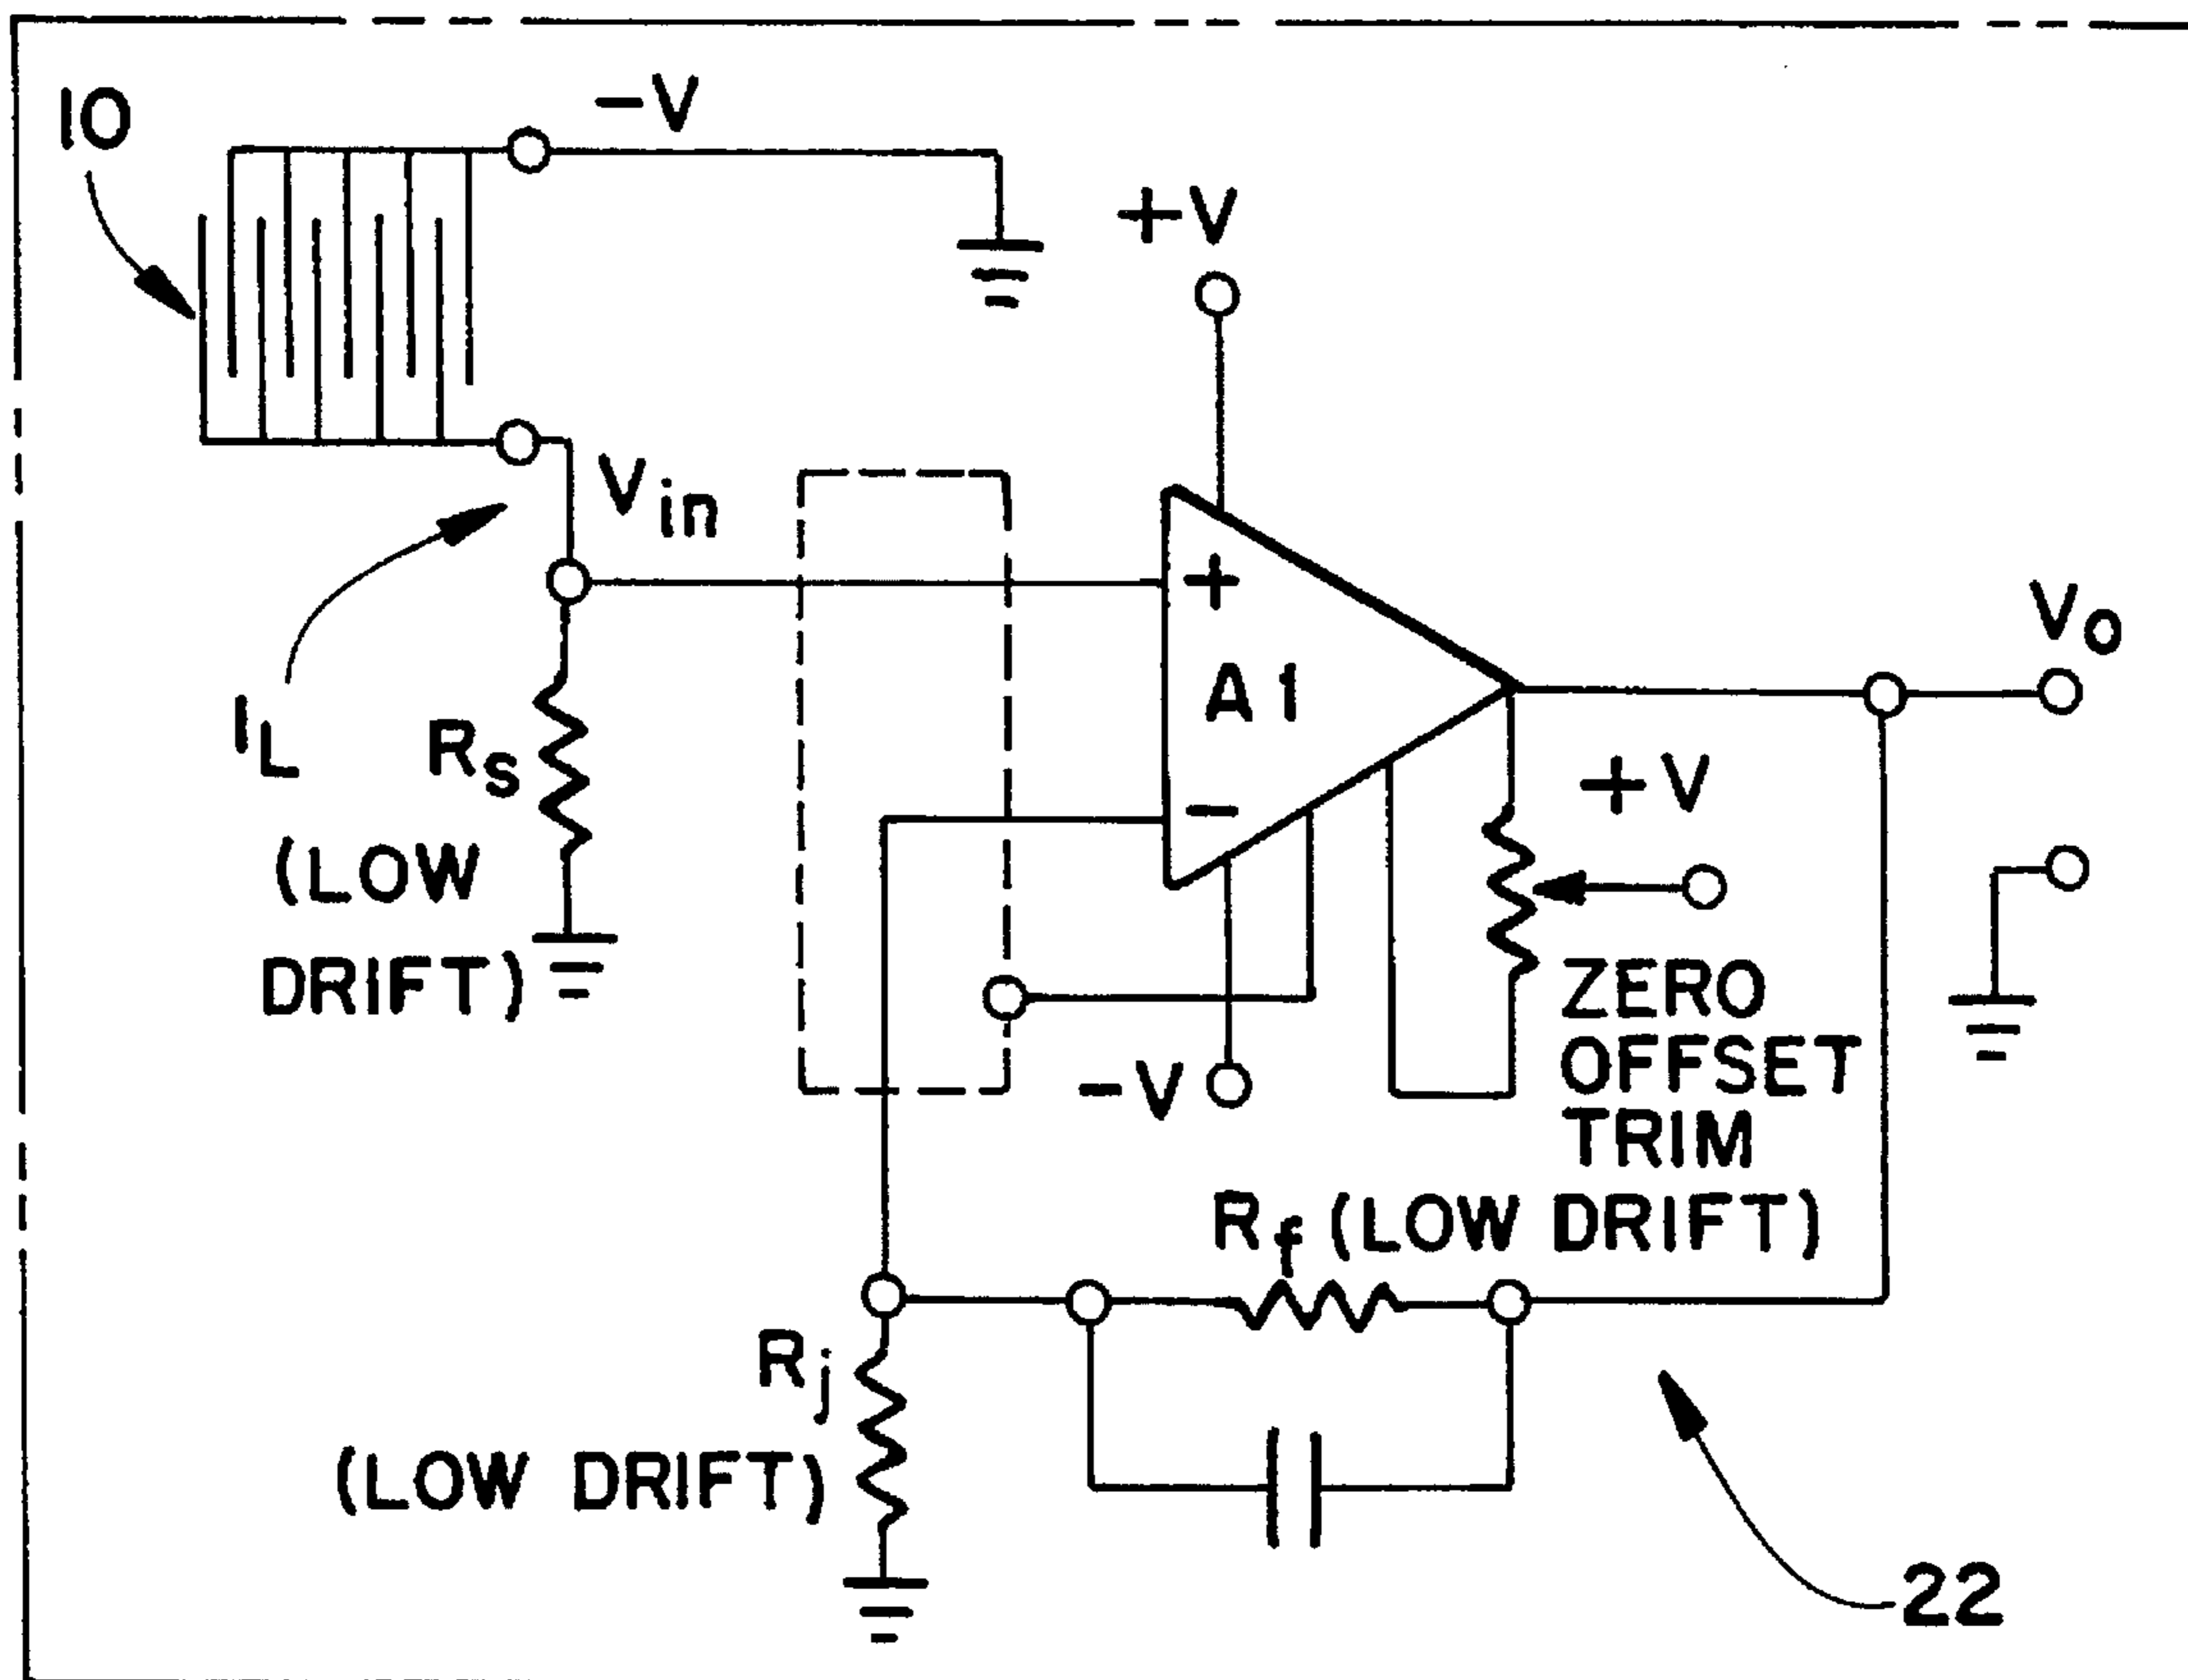 10
-V
+V
Vin
+
A1
-
Vo
IL
Rs
(LOW
DRIFT)
+V
-V
ZERO
OFFSET
TRIM
Rf (LOW DRIFT)
Rj
(LOW DRIFT)
22